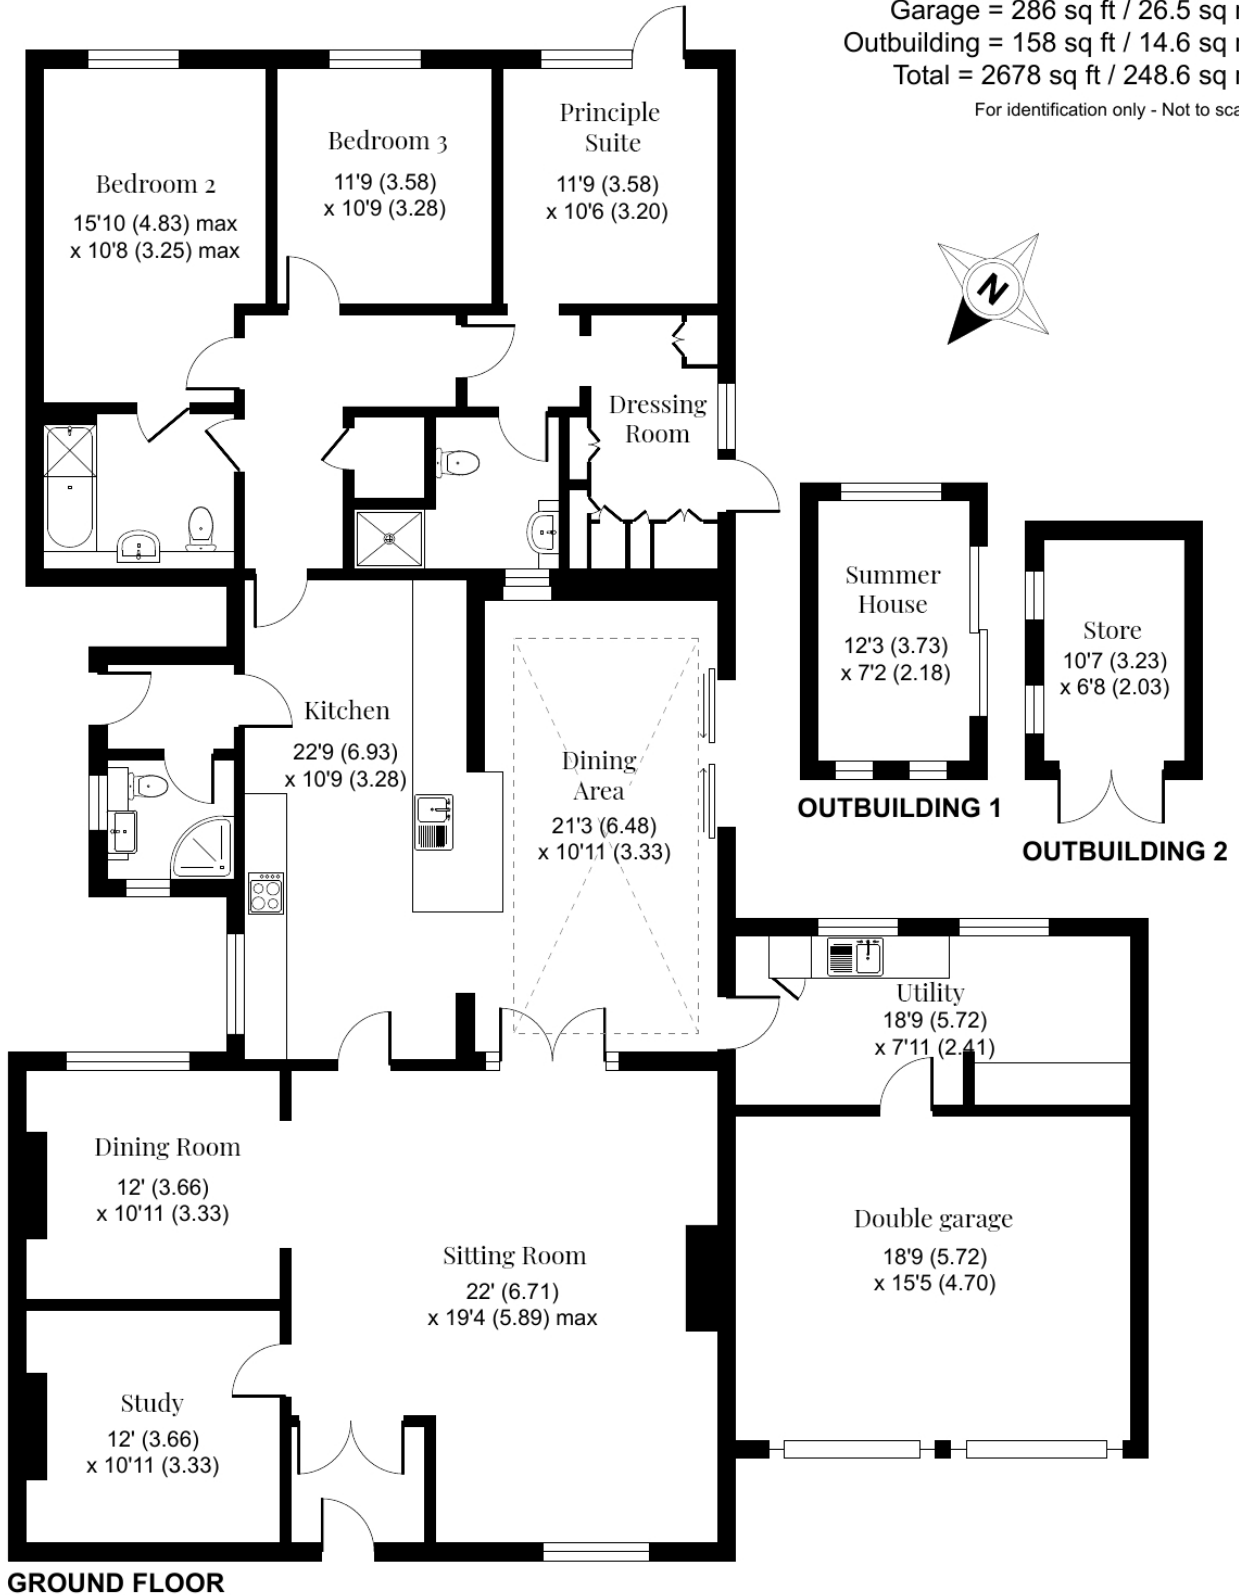 Garage = 286 sq ft / 26.5 sq
Outbuilding = 158 sq ft / 14.6 sq
Total = 2678 sq ft / 248.6 sq
For identification only - Not to
Principle
Suite
11'9 (3.58)
x 10'6 (3.20)
Bedroom 3
11'9 (3.58)
x 10'9 (3.28)
Bedroom 2
15'10 (4.83) max
x 10'8 (3.25) max
N
Dressing
Room
Summer
House
12'3 (3.73)
x 7'2 (2.18)
OUTBUILDING 1
Store
10'7 (3.23)
x 6'8 (2.03)
OUTBUILDING 2
Kitchen
22'9 (6.93)
x 10'9 (3.28)
Dining
Area
21'3 (6.48)
x 10'11 (3.33)
Utility
18'9 (5.72)
x 7'11 (2.41)
Dining Room
12' (3.66)
x 10'11 (3.33)
Sitting Room
22' (6.71)
x 19'4 (5.89) max
Double garage
18'9 (5.72)
x 15'5 (4.70)
Study
12' (3.66)
x 10'11 (3.33)
GROUND FLOOR